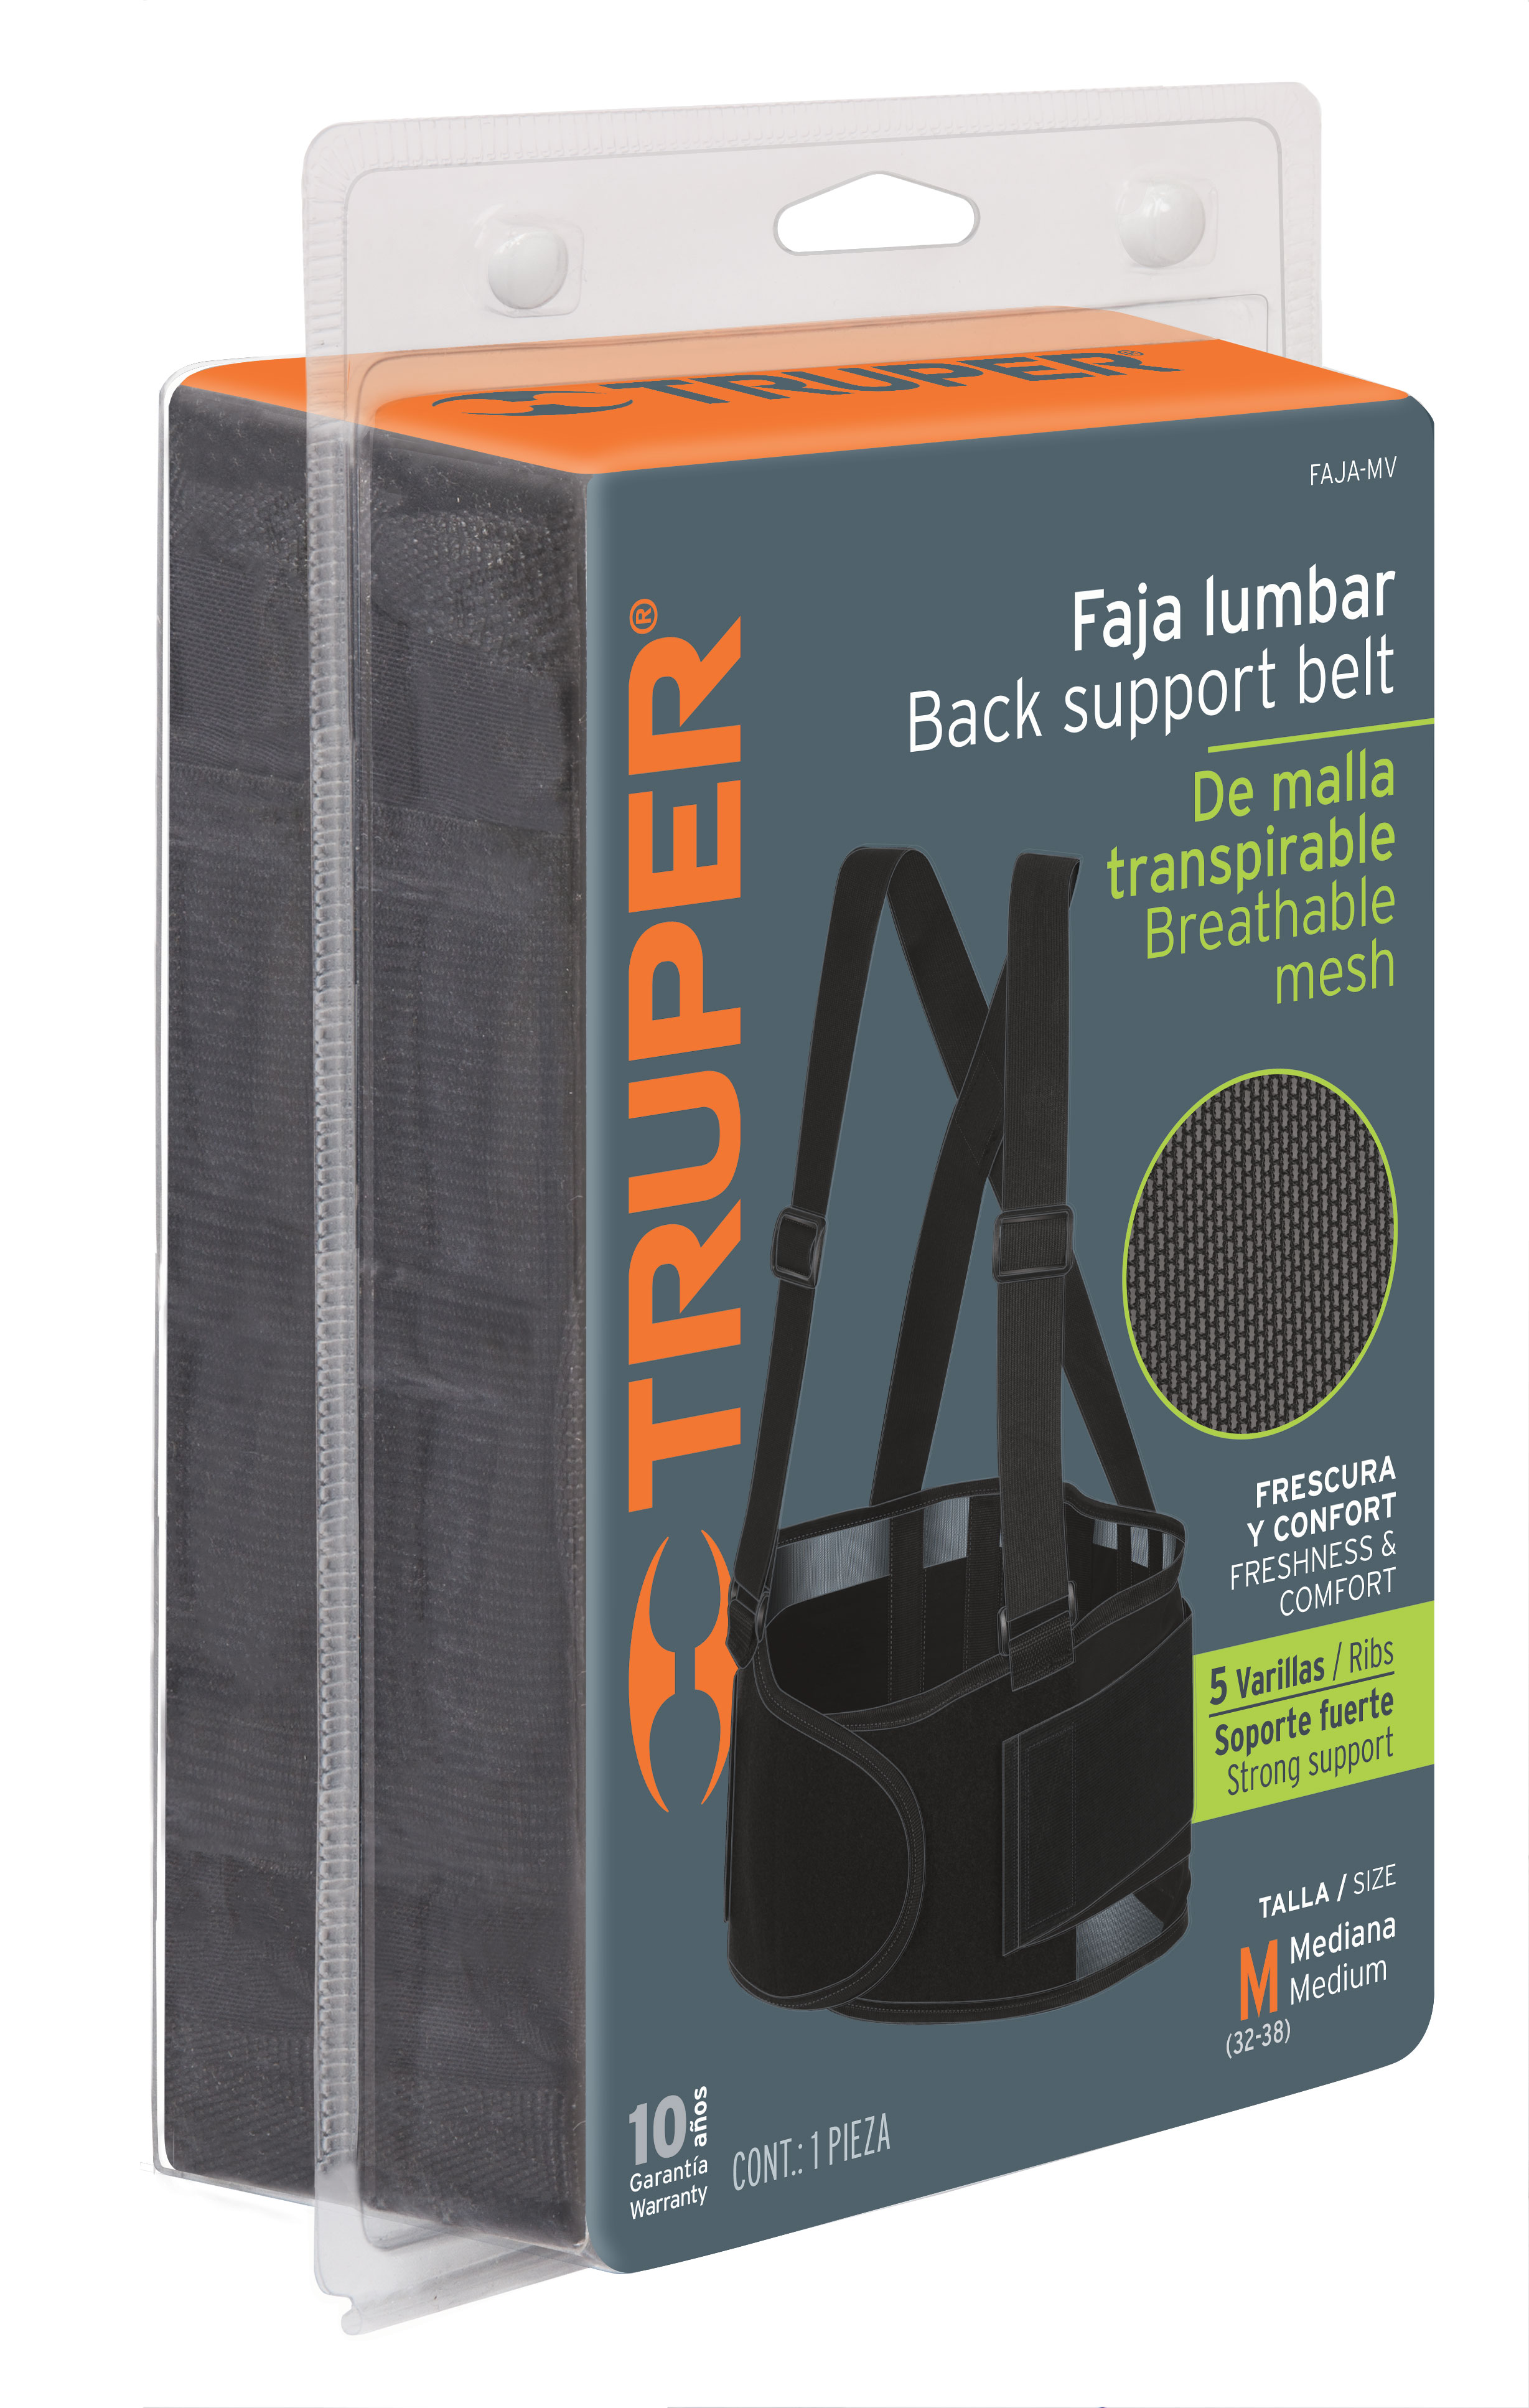 TRUPER®
FAJA-MV
Faja lumbar
Back support belt
De malla
transpirable
Breathable
mesh
TRUPER®
FRESCURA
Y CONFORT
FRESHNESS &
COMFORT
5 Varillas / Ribs
Soporte fuerte
Strong support
TALLA / SIZE
M Mediana
Medium
(32-38)
10 años
Garantía
Warranty
CONT.: 1 PIEZA